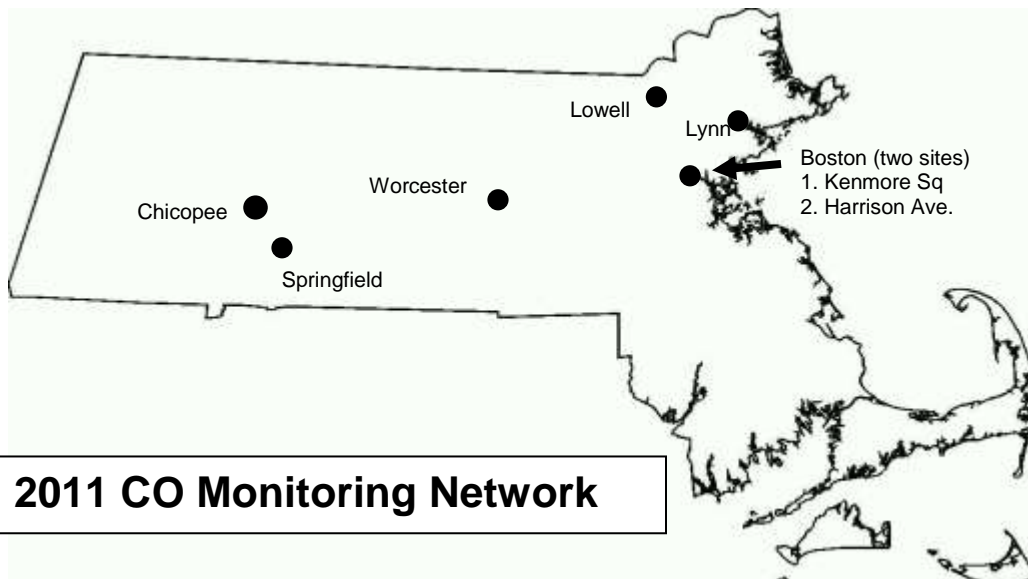 Lowell
Lynn
Boston (two sites)
1. Kenmore Sq
2. Harrison Ave.
Worcester
Chicopee
Springfield
2011 CO Monitoring Network